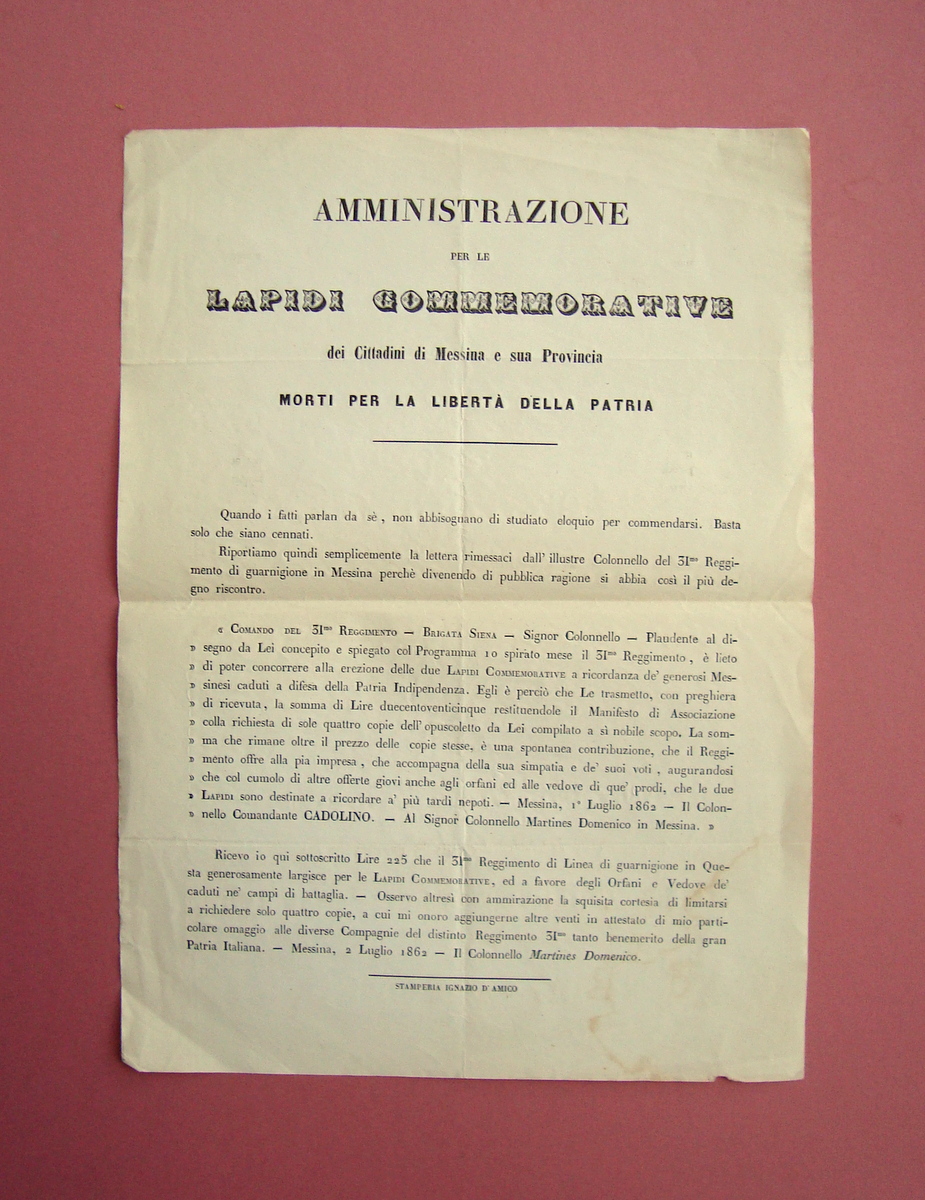 AMMINISTRAZIONE
PER LE
LAPIDI COMMEMORATIVE
dei Cittadini di Messina e sua Provincia
MORTI PER LA LIBERTÀ DELLA PATRIA
Quando i fatti parlan da sè, non abbisognano di studiato eloquio per commendarsi. Basta
solo che siano cennati.
Riportiamo quindi semplicemente la lettera rimessaci dall' illustre Colonnello del 31mo Reggi-
mento di guarnigione in Messina perchè divenendo di pubblica ragione si abbia così il più de-
gno riscontro.
« COMANDO DEL 31mo REGGIMENTO — BRIGATA SIENA — Signor Colonnello — Plaudente al di-
» segno da Lei concepito e spiegato col Programma 10 spirato mese il 31mo Reggimento, è lieto
» di poter concorrere alla erezione delle due LAPIDI COMMEMORATIVE a ricordanza de' generosi Mes-
» sinesi caduti a difesa della Patria Indipendenza. Egli è perciò che Le trasmetto, con preghiera
» di ricevuta, la somma di Lire duecentoventicinque restituendole il Manifesto di Associazione
» colla richiesta di sole quattro copie dell' opuscoletto da Lei compilato a sì nobile scopo. La som-
» ma che rimane oltre il prezzo delle copie stesse, è una spontanea contribuzione, che il Reggi-
» mento offre alla pia impresa, che accompagna della sua simpatia e de' suoi voti, augurandosi
» che col cumolo di altre offerte giovi anche agli orfani ed alle vedove di que' prodi, che le due
» LAPIDI sono destinate a ricordare a' più tardi nepoti. — Messina, 1° Luglio 1862 — Il Colon-
» nello Comandante CADOLINO. — Al Signor Colonnello Martines Domenico in Messina. »
Ricevo io qui sottoscritto Lire 225 che il 31mo Reggimento di Linea di guarnigione in Que-
sta generosamente largisce per le LAPIDI COMMEMORATIVE, ed a favore degli Orfani e Vedove de'
caduti ne' campi di battaglia. — Osservo altresì con ammirazione la squisita cortesia di limitarsi
a richiedere solo quattro copie, a cui mi onoro aggiungerne altre venti in attestato di mio parti-
colare omaggio alle diverse Compagnie del distinto Reggimento 31mo tanto benemerito della gran
Patria Italiana. — Messina, 2 Luglio 1862 — Il Colonnello Martines Domenico.
STAMPERIA IGNAZIO D' AMICO